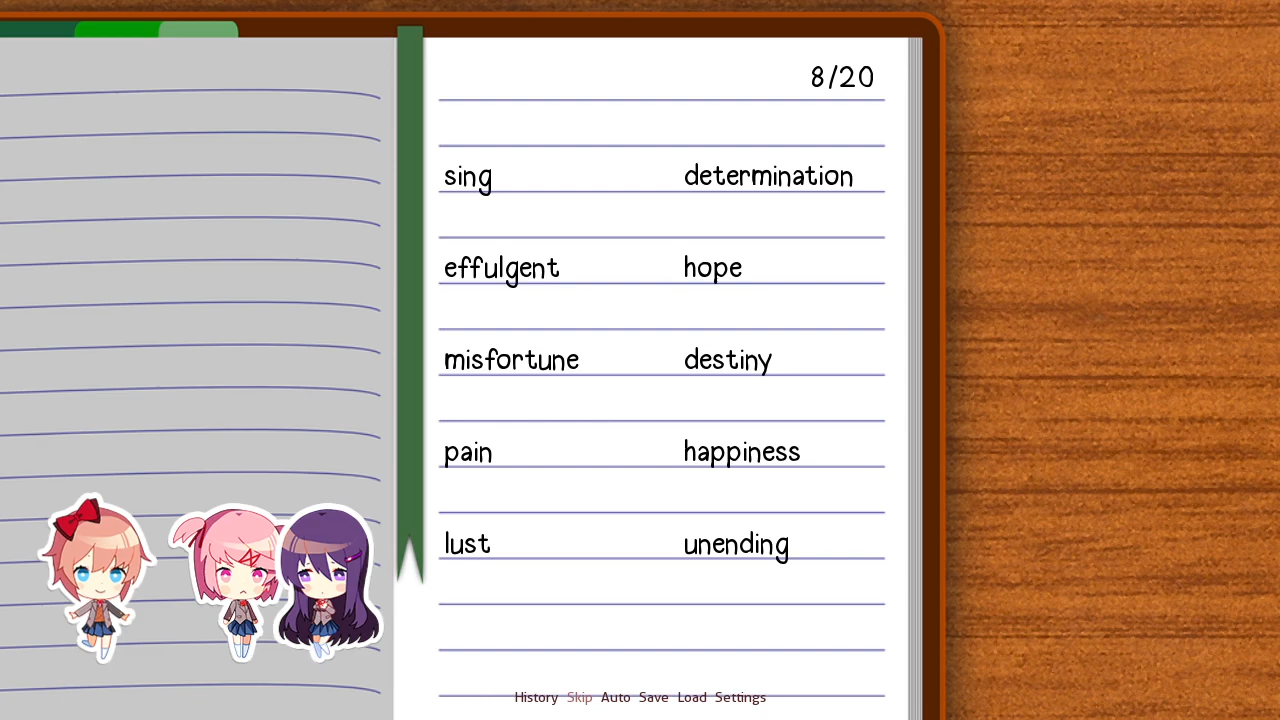 8/20
sing determination
effulgent hope
misfortune destiny
pain happiness
lust unending
History Skip Auto Save Load Settings